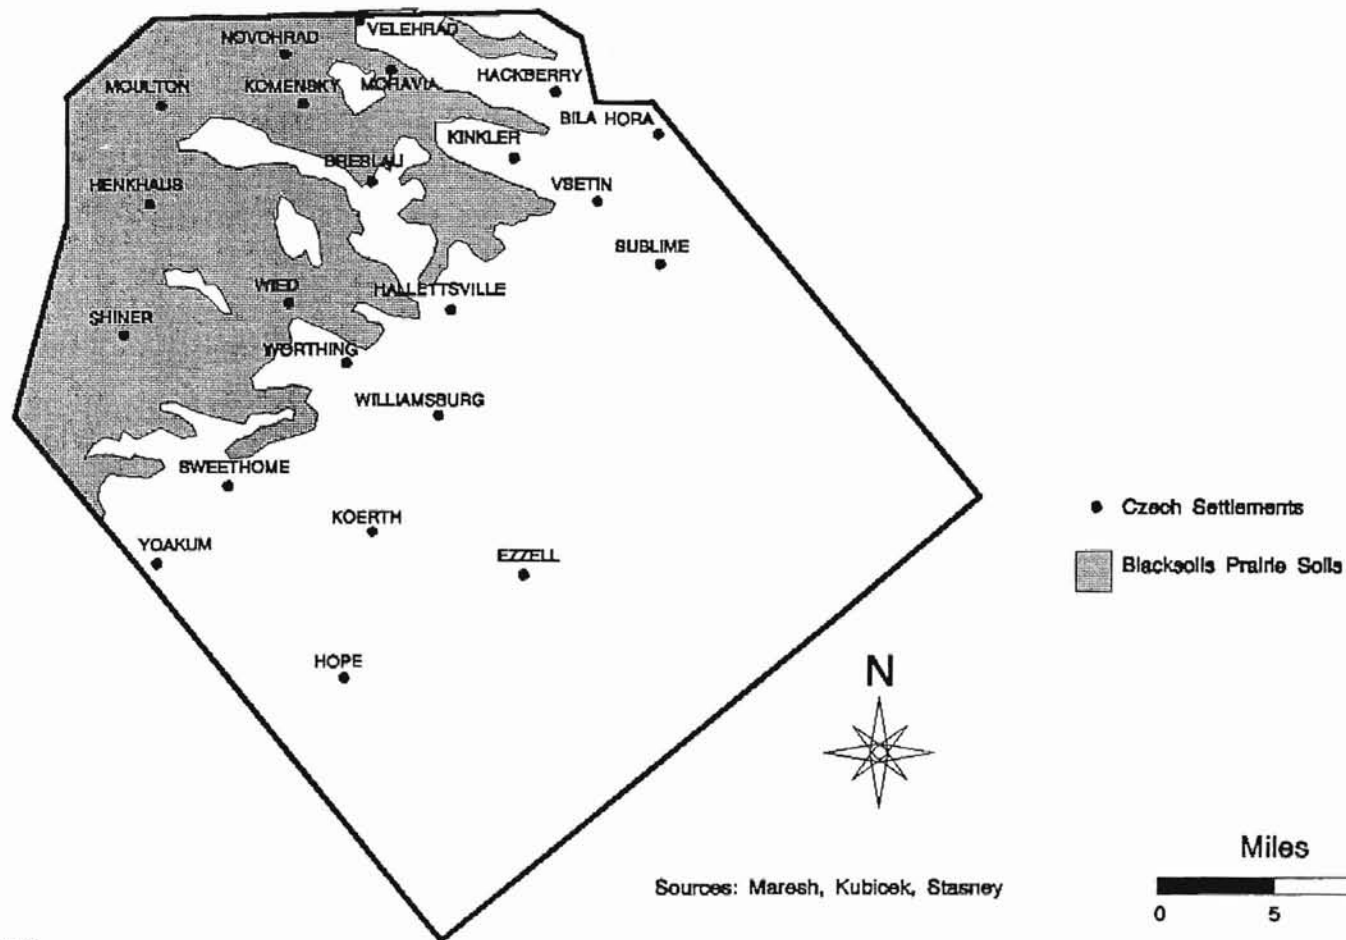 VELEHRAD
NOVOHRAD
HACKBERRY
MOULTON
KOMENSKY
MORAVIA
BILA HORA
KINKLER
BRESLAU
HENKHAUS
VSETIN
SUBLIME
WIED
HALLETTSVILLE
SHINER
WORTHING
WILLIAMSBURG
SWEETHOME
KOERTH
YOAKUM
EZZELL
HOPE
Czech Settlements
Blacksolls Prairie Soils
N
Miles
0 5
Sources: Maresh, Kubicek, Stasney